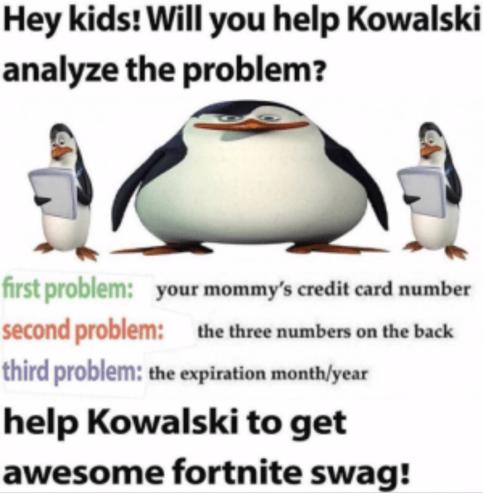 Hey kids! Will you help Kowalski
analyze the problem?
first problem: your mommy's credit card number
second problem: the three numbers on the back
third problem: the expiration month/year
help Kowalski to get
awesome fortnite swag!